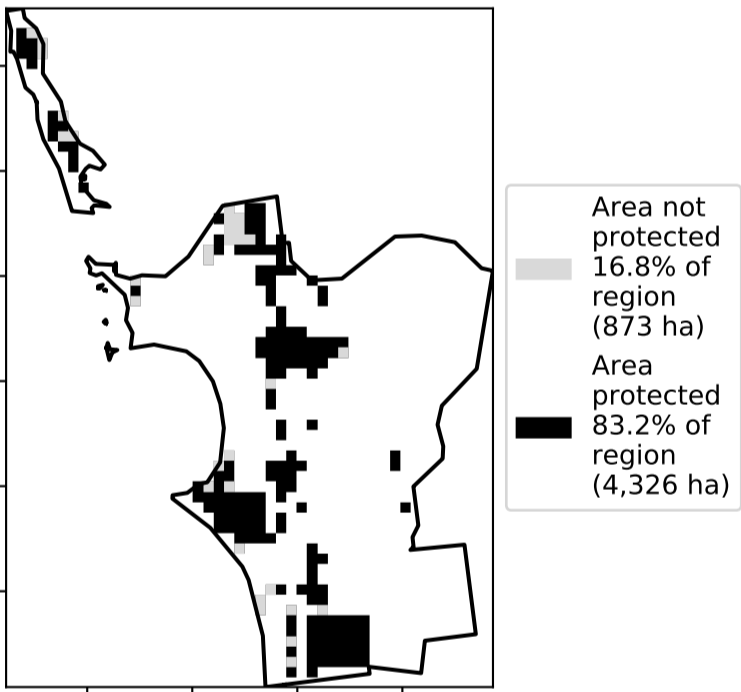 Area not
protected
16.8% of
region
(873 ha)
Area
protected
83.2% of
region
(4,326 ha)